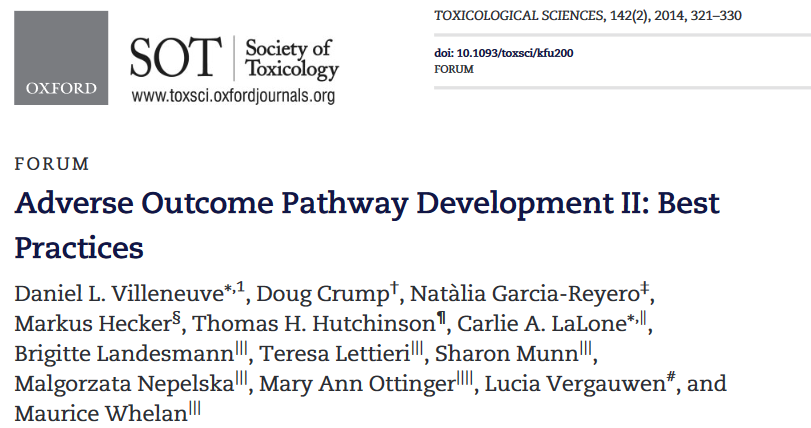 OXFORD
SOT
Society of
Toxicology
www.toxsci.oxfordjournals.org
TOXICOLOGICAL SCIENCES, 142(2), 2014, 321–330
doi: 10.1093/toxsci/kfu200
FORUM
FORUM
Adverse Outcome Pathway Development II: Best
Practices
Daniel L. Villeneuve*,1, Doug Crump†, Natàlia Garcia-Reyero‡,
Markus Hecker§, Thomas H. Hutchinson¶, Carlie A. LaLone*,||,
Brigitte Landesmann|||, Teresa Lettieri|||, Sharon Munn|||,
Malgorzata Nepelska|||, Mary Ann Ottinger||||, Lucia Vergauwen#, and
Maurice Whelan|||